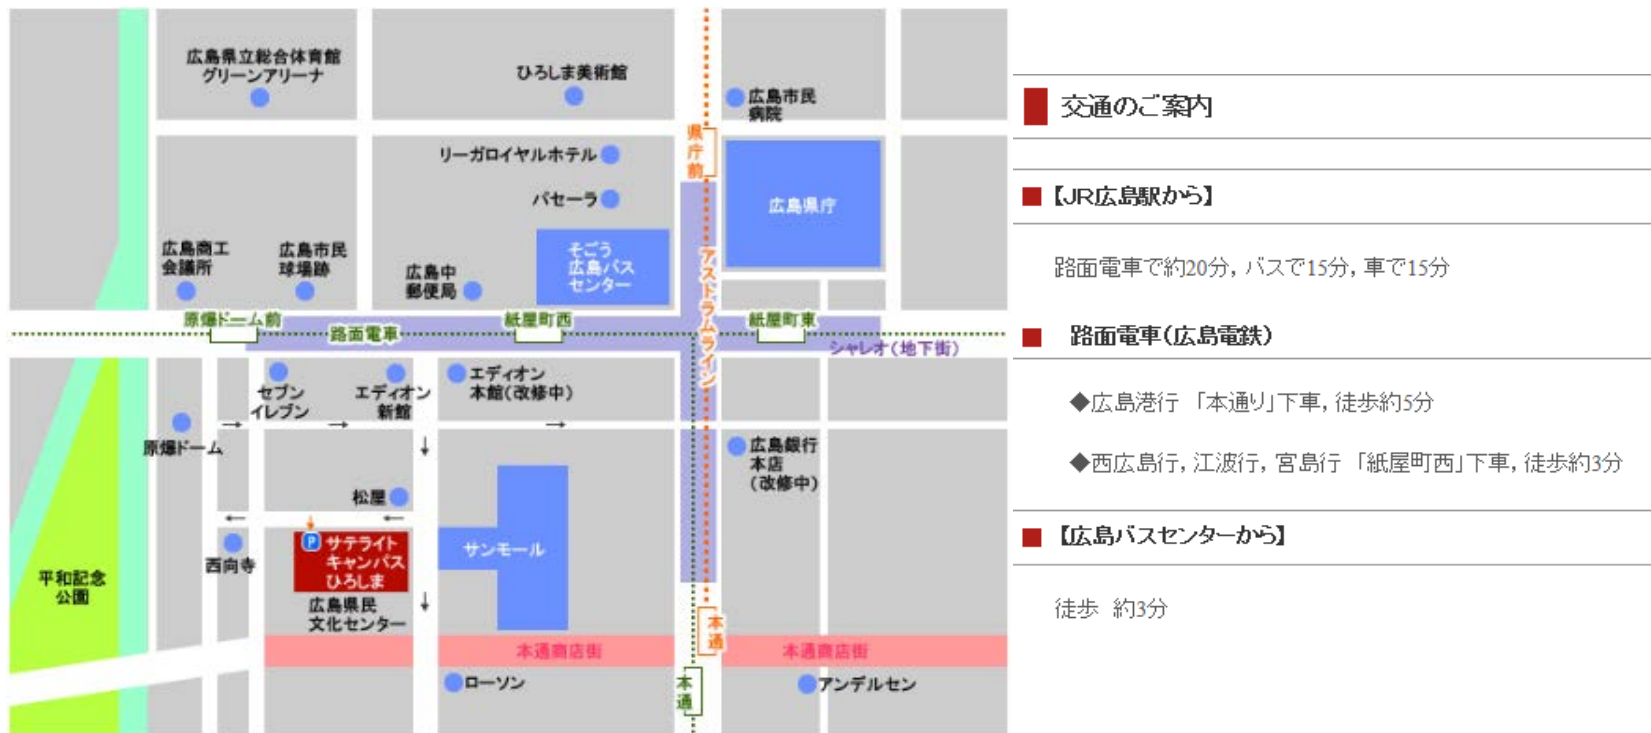 広島県立総合体育館
グリーンアリーナ
ひろしま美術館
広島市民
病院
県庁前
リーガロイヤルホテル
パセーラ
広島県庁
広島商工
会議所
広島市民
球場跡
広島中
郵便局
そごう
広島バス
センター
アストラムライン
原爆ドーム前
路面電車
紙屋町西
紙屋町東
シャレオ(地下街)
セブン
イレブン
エディオン
新館
エディオン
本館(改修中)
原爆ドーム
広島銀行
本店
(改修中)
松屋
→
→
→
↓
←
←
↓
P
サテライト
キャンパス
ひろしま
サンモール
西向寺
平和記念
公園
広島県民
文化センター
本通
本通商店街
本通商店街
ローソン
本通
アンデルセン
交通のご案内
【JR広島駅から】
路面電車で約20分, バスで15分, 車で15分
路面電車(広島電鉄)
◆広島港行 「本通り」下車, 徒歩約5分
◆西広島行, 江波行, 宮島行 「紙屋町西」下車, 徒歩約3分
【広島バスセンターから】
徒歩 約3分